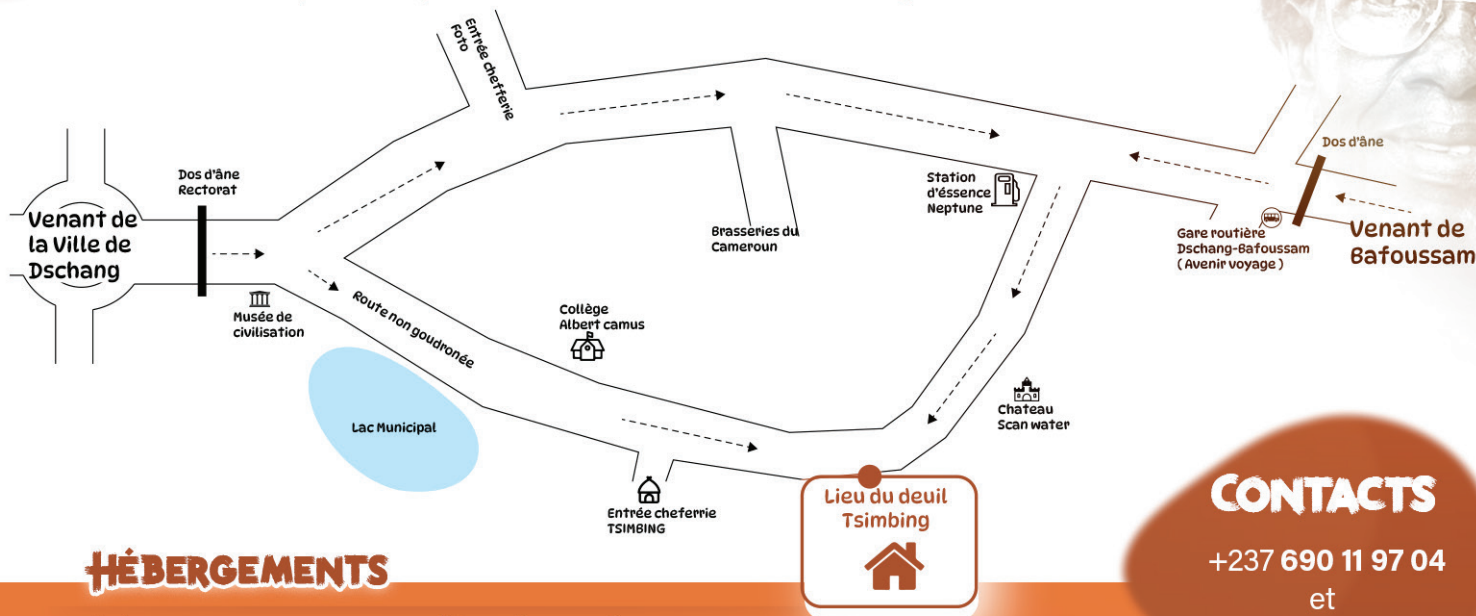 Entrée chefferie
Foto
Dos d'âne
Rectorat
Venant de
la Ville de
Dschang
Musée de
civilisation
Route non goudronée
Lac Municipal
Collège
Albert camus
Brasseries du
Cameroun
Station
d'éssence
Neptune
Dos d'âne
Gare routière
Dschang-Bafoussam
( Avenir voyage )
Venant de
Bafoussam
Chateau
Scan water
Entrée cheferrie
TSIMBING
Lieu du deuil
Tsimbing
HÉBERGEMENTS
CONTACTS
+237 690 11 97 04
et